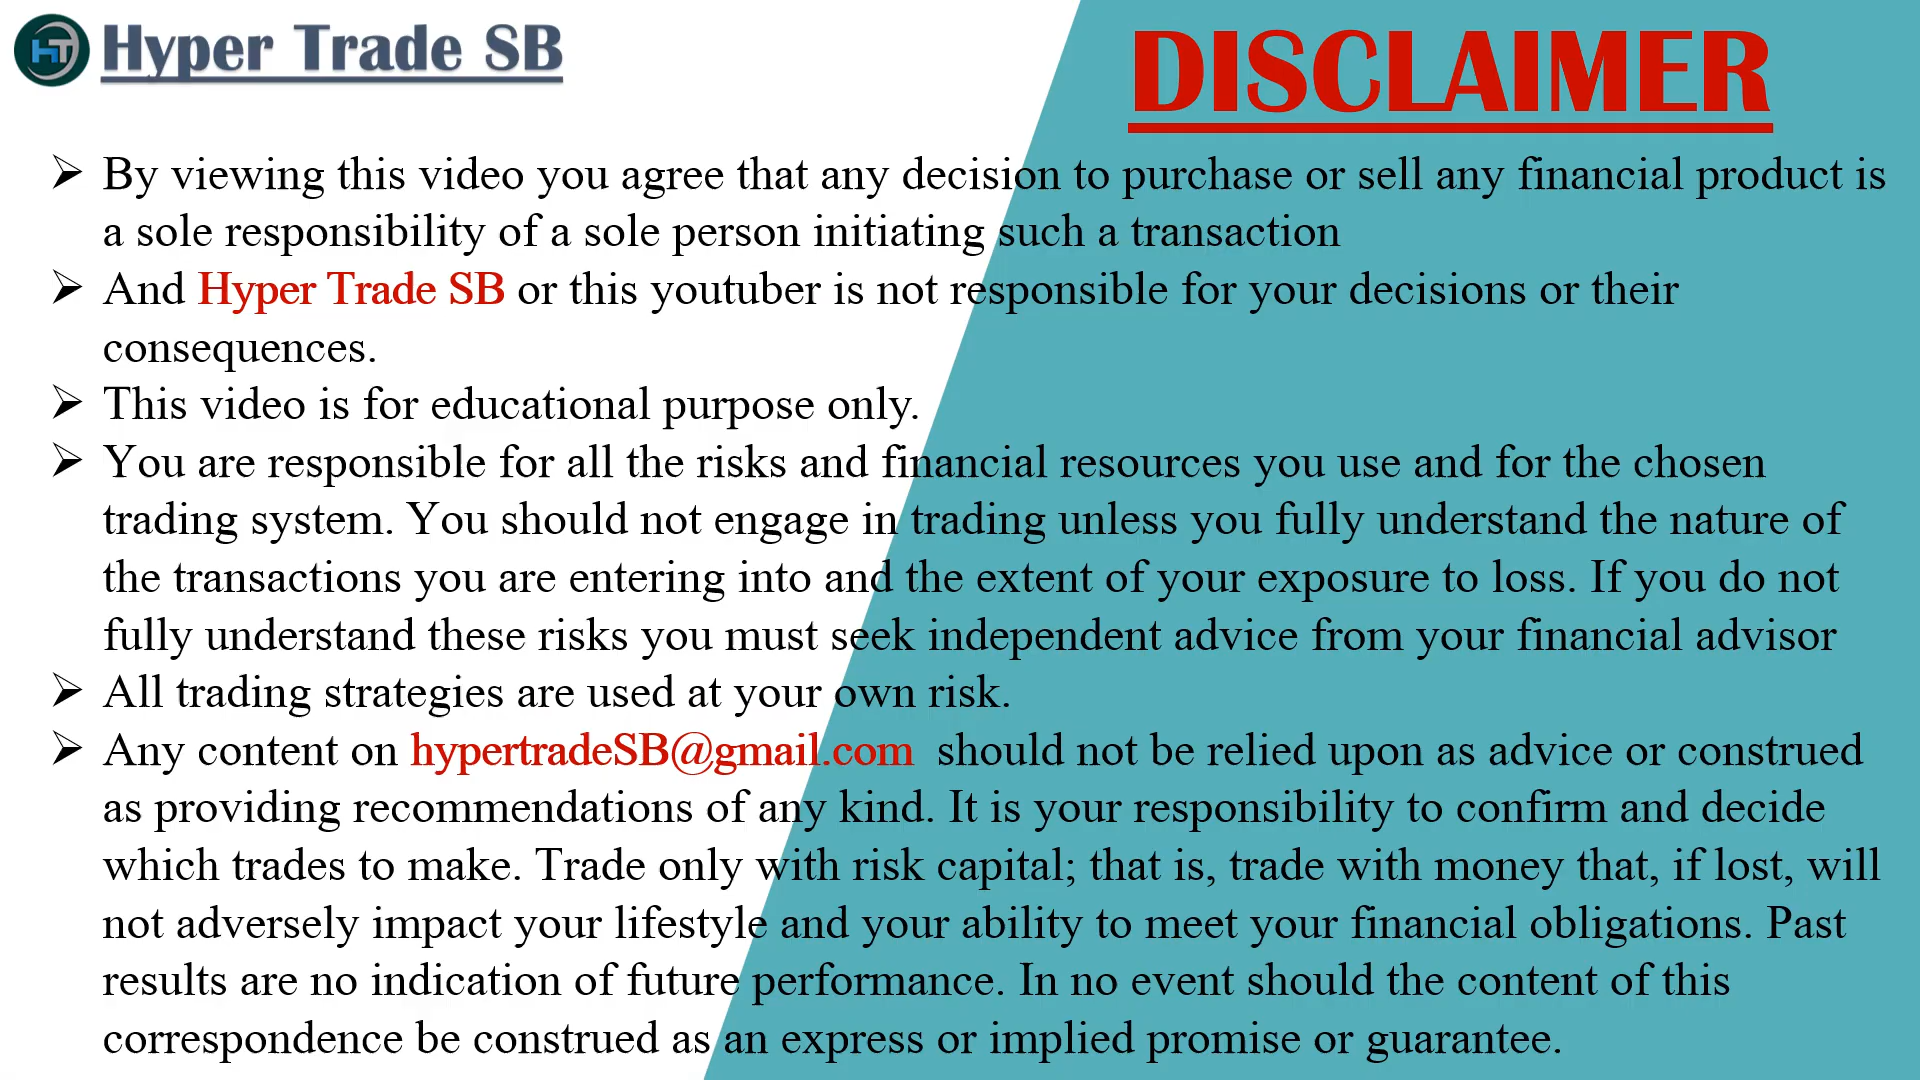 HT Hyper Trade SB
DISCLAIMER
➢ By viewing this video you agree that any decision to purchase or sell any financial product is
a sole responsibility of a sole person initiating such a transaction
➢ And Hyper Trade SB or this youtuber is not responsible for your decisions or their
consequences.
➢ This video is for educational purpose only.
➢ You are responsible for all the risks and financial resources you use and for the chosen
trading system. You should not engage in trading unless you fully understand the nature of
the transactions you are entering into and the extent of your exposure to loss. If you do not
fully understand these risks you must seek independent advice from your financial advisor
➢ All trading strategies are used at your own risk.
➢ Any content on hypertradeSB@gmail.com should not be relied upon as advice or construed
as providing recommendations of any kind. It is your responsibility to confirm and decide
which trades to make. Trade only with risk capital; that is, trade with money that, if lost, will
not adversely impact your lifestyle and your ability to meet your financial obligations. Past
results are no indication of future performance. In no event should the content of this
correspondence be construed as an express or implied promise or guarantee.